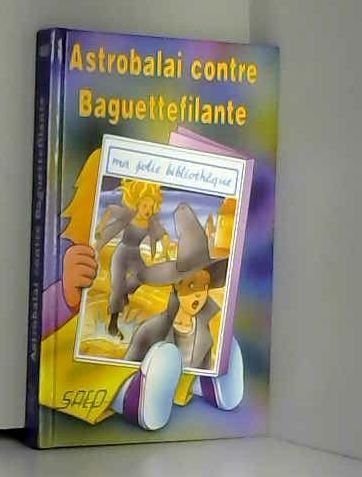 Astrobalai contre
Baguettefilante
ma jolie bibliothèque
SAEP
Astrobalai contre Baguettefilante